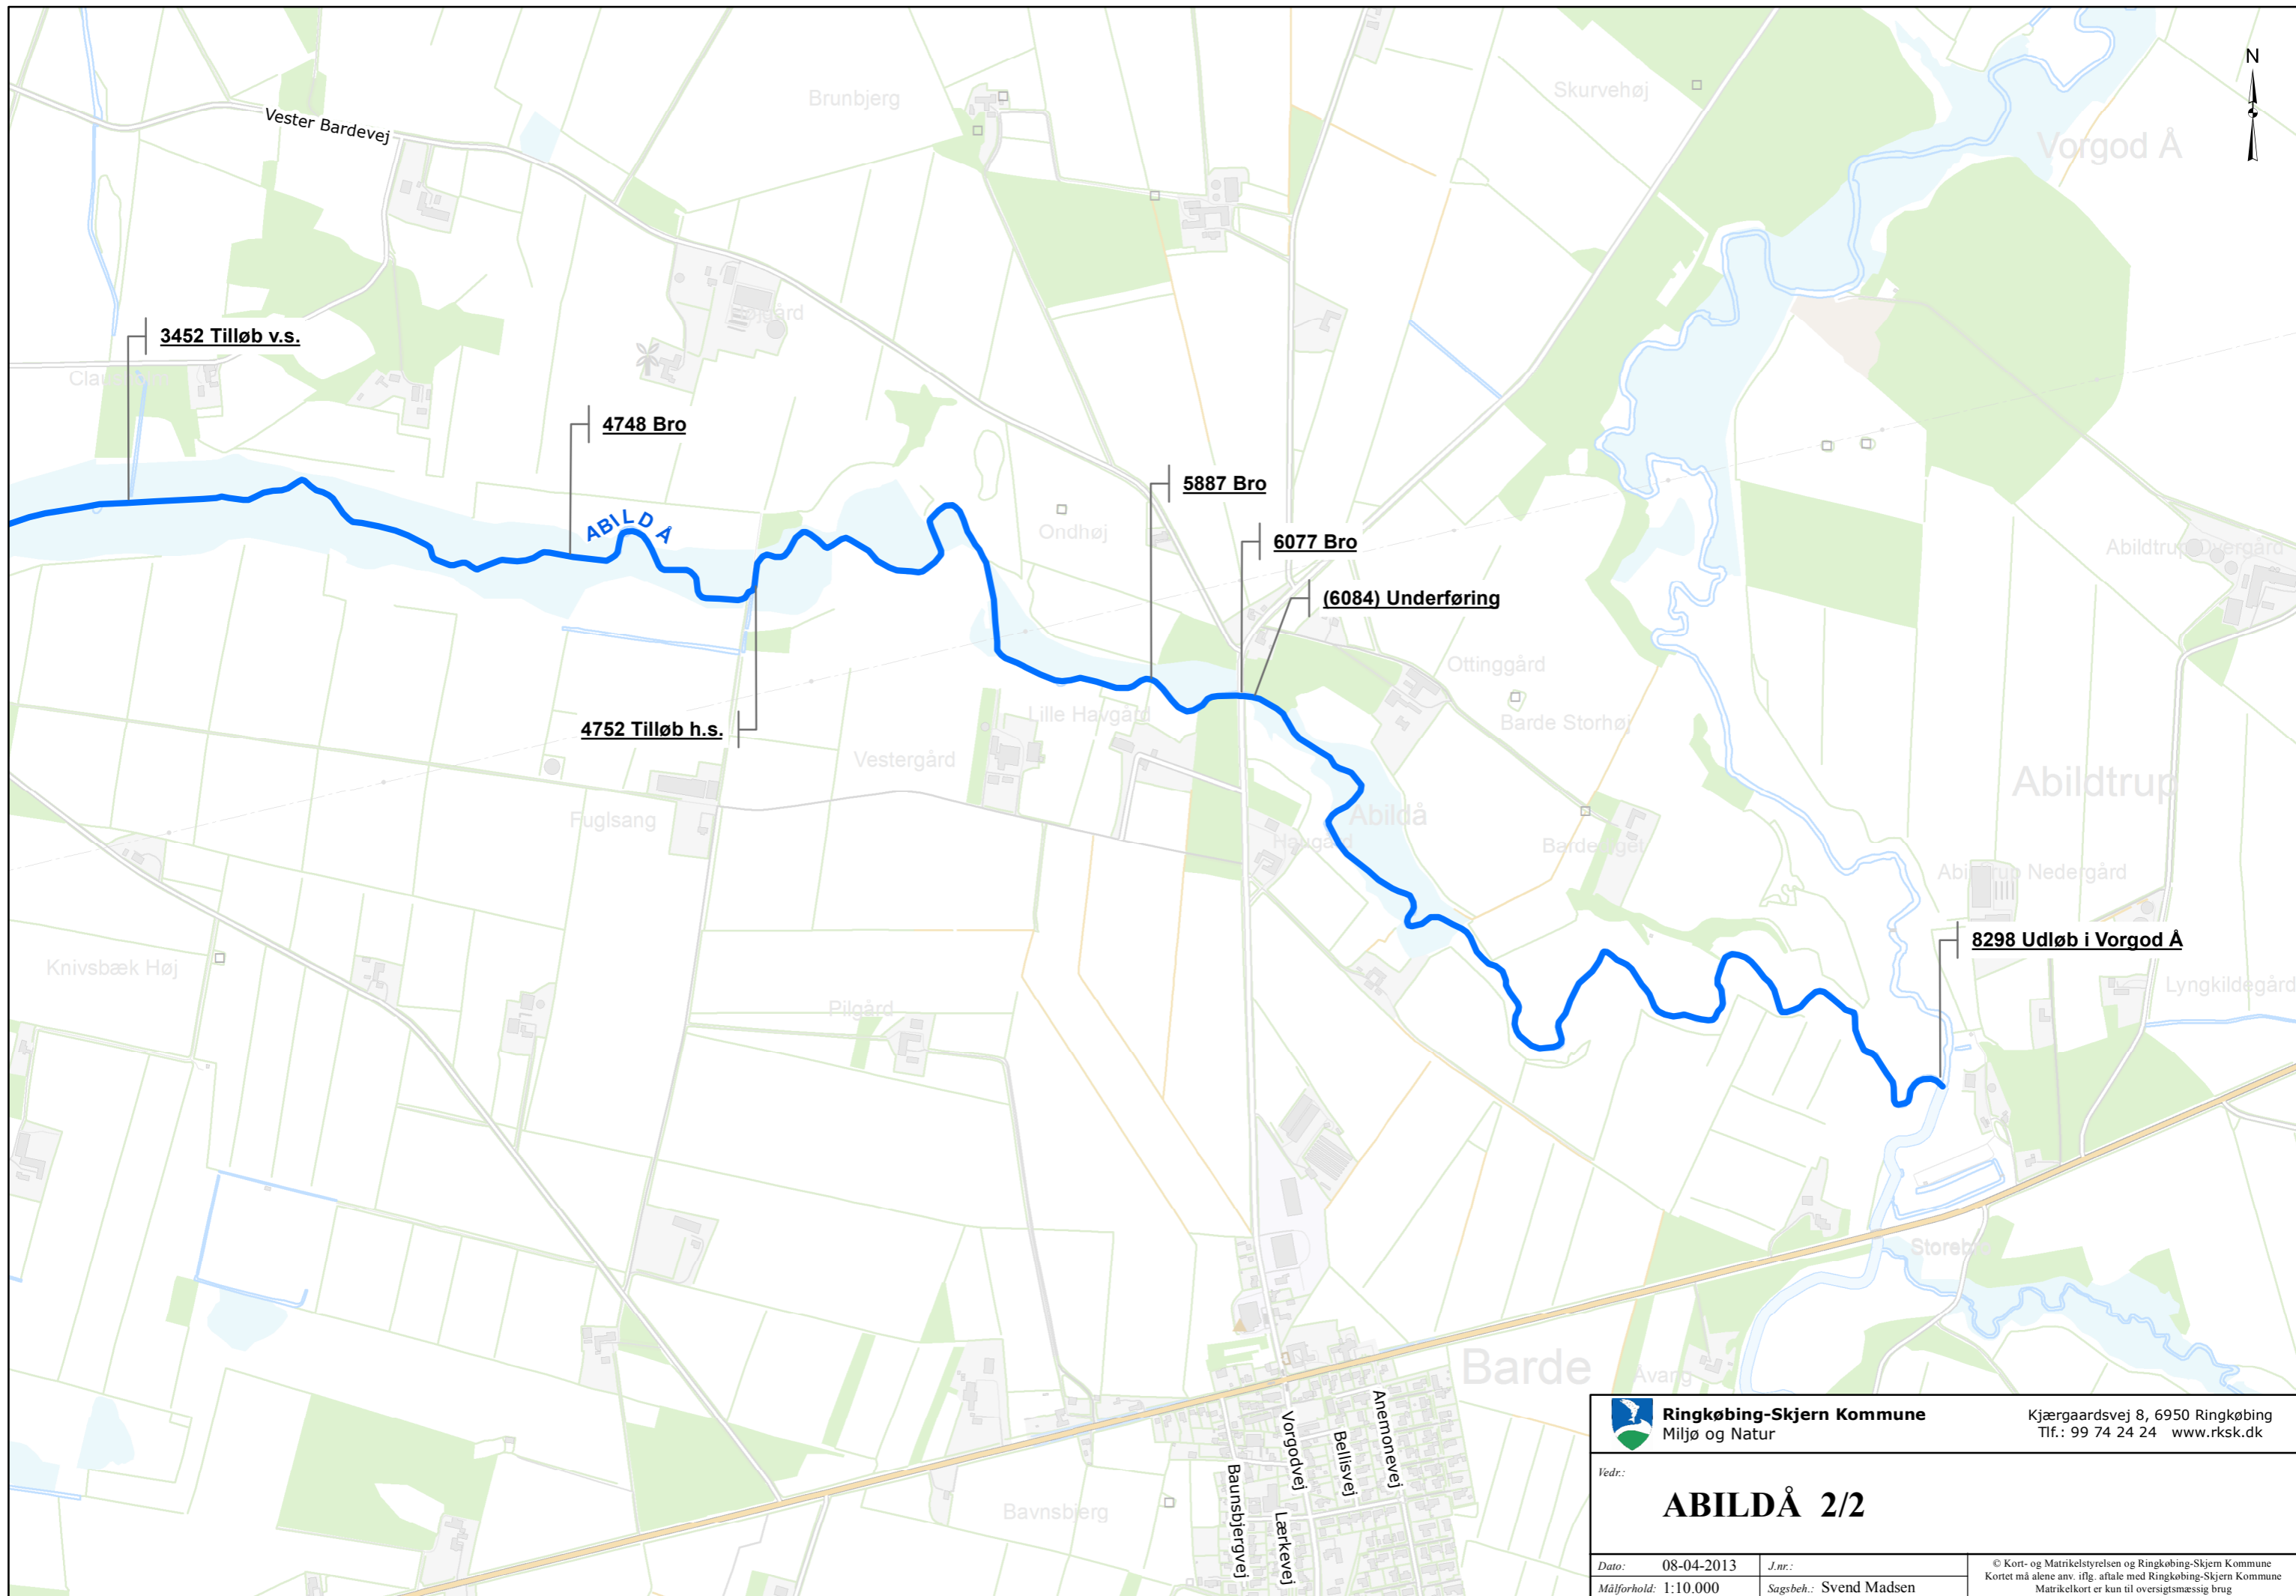 N
Brunbjerg
Skurvehøj
Vester Bardevej
Vorgod Å
3452 Tilløb v.s.
4748 Bro
5887 Bro
ABILD Å
Ondhøj
6077 Bro
Abildtrup Overgård
(6084) Underføring
Ottinggård
Barde Storhøj
Lille Havgård
4752 Tilløb h.s.
Vestergård
Abildtrup
Fuglsang
Abildå
Haugård
Abildtrup Nedergård
8298 Udløb i Vorgod Å
Knivsbæk Høj
Lyngkildegård
Pilgård
Barde
Avang
Anemonevej
Vorgodvej
Bellisvej
Baunsbjergvej
Lærkevej
Bavnsbjerg
Ringkøbing-Skjern Kommune
Miljø og Natur
Kjærgaardsvej 8, 6950 Ringkøbing
Tlf.: 99 74 24 24 www.rksk.dk
Vedr.:
ABILDÅ 2/2
Dato: 08-04-2013
J.nr.:
Målforhold: 1:10.000
Sagsbeh.: Svend Madsen
© Kort- og Matrikelstyrelsen og Ringkøbing-Skjern Kommune
Kortet må alene anv. iflg. aftale med Ringkøbing-Skjern Kommune
Matrikelkort er kun til oversigtsmæssig brug